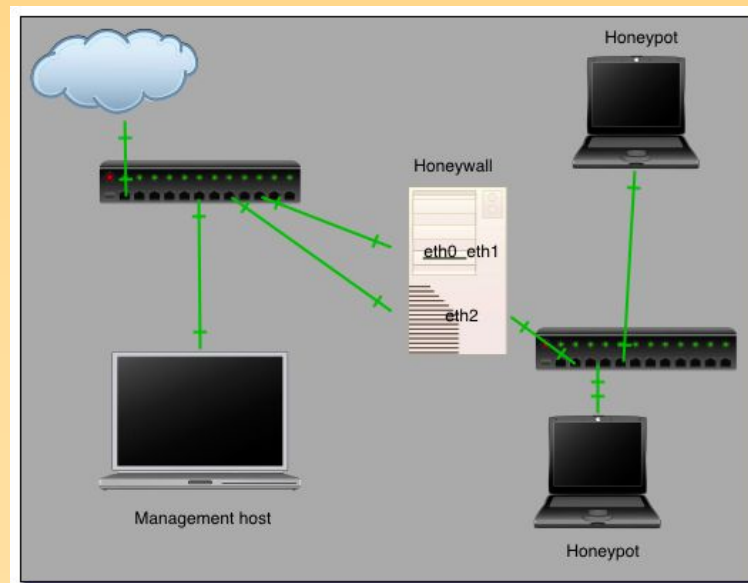 Honeypot
Honeywall
eth0 eth1
eth2
Management host
Honeypot